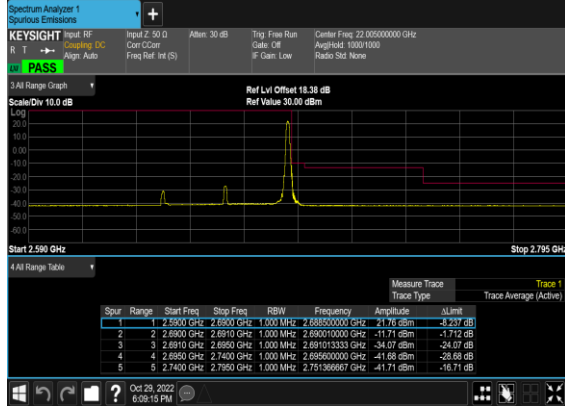 Spectrum Analyzer 1
Spurious Emissions
+
KEYSIGHT Input: RF Input Z: 50 Ω Atten: 30 dB Trig: Free Run Center Freq: 22.005000000 GHz
R T Coupling: DC Corr CCorr Gate: Off Avg|Hold: 1000/1000
Align: Auto Freq Ref: Int (S) IF Gain: Low Radio Std: None
PASS
3 All Range Graph
Ref Lvl Offset 18.38 dB
Scale/Div 10.0 dB Ref Value 30.00 dBm
Log
20.0
10.0
0.00
-10.0
-20.0
-30.0
-40.0
-50.0
-60.0
Start 2.590 GHz Stop 2.795 GHz
4 All Range Table
Measure Trace Trace 1
Trace Type Trace Average (Active)
Spur Range Start Freq Stop Freq RBW Frequency Amplitude ΔLimit
1 1 2.5900 GHz 2.6900 GHz 1.000 MHz 2.688500000 GHz 21.76 dBm -8.237 dB
2 2 2.6900 GHz 2.6910 GHz 1.000 MHz 2.690010000 GHz -11.71 dBm -1.712 dB
3 3 2.6910 GHz 2.6950 GHz 1.000 MHz 2.691013333 GHz -34.07 dBm -24.07 dB
4 4 2.6950 GHz 2.7400 GHz 1.000 MHz 2.695600000 GHz -41.68 dBm -28.68 dB
5 5 2.7400 GHz 2.7950 GHz 1.000 MHz 2.751366667 GHz -41.71 dBm -16.71 dB
? Oct 29, 2022
6:09:15 PM